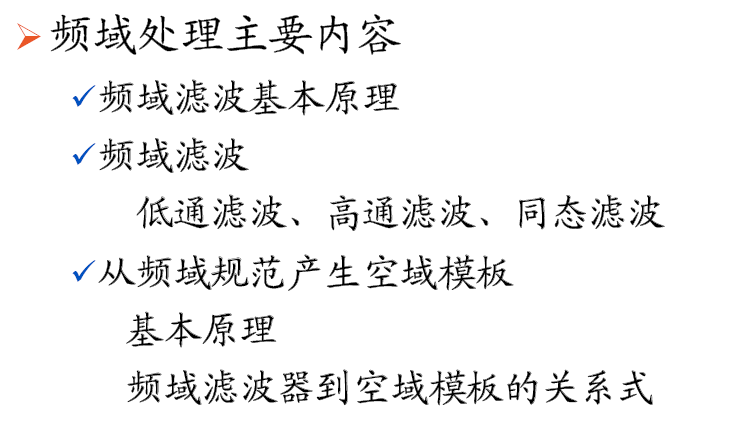 频域处理主要内容
频域滤波基本原理
频域滤波
低通滤波、高通滤波、同态滤波
从频域规范产生空域模板
基本原理
频域滤波器到空域模板的关系式